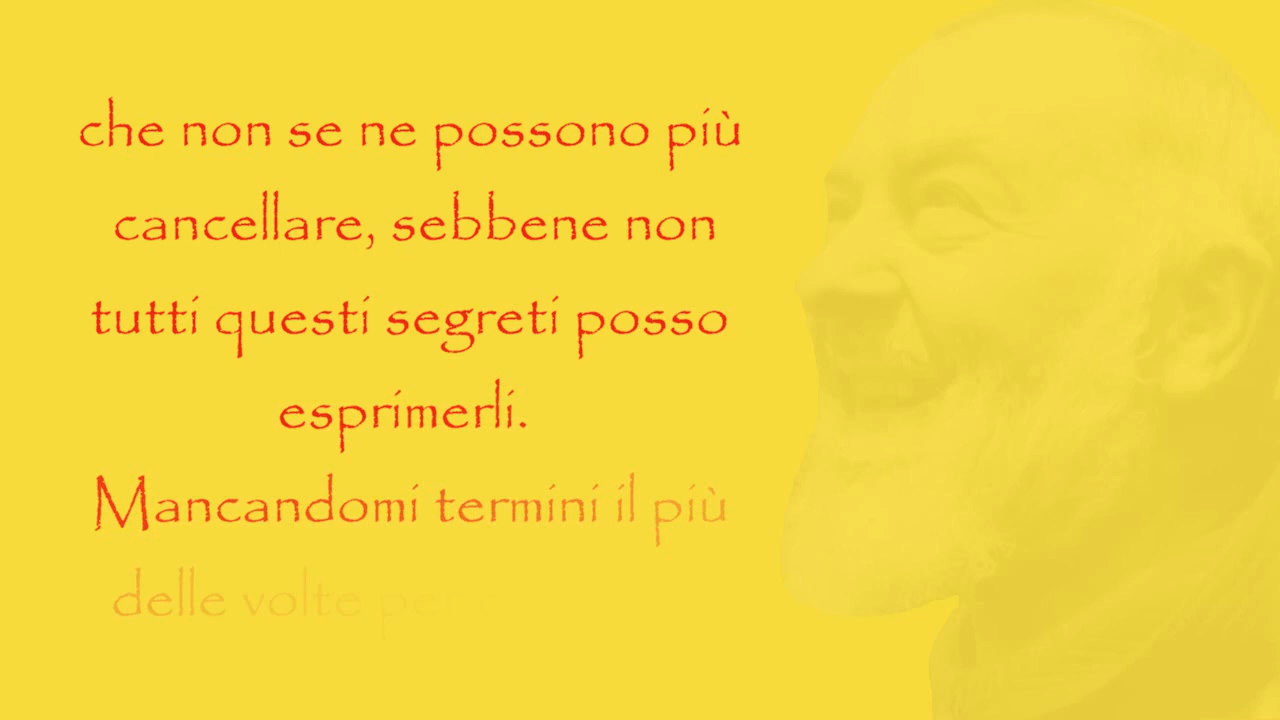 che non se ne possono più
cancellare, sebbene non
tutti questi segreti posso
esprimerli.
Mancandomi termini il più
delle volte